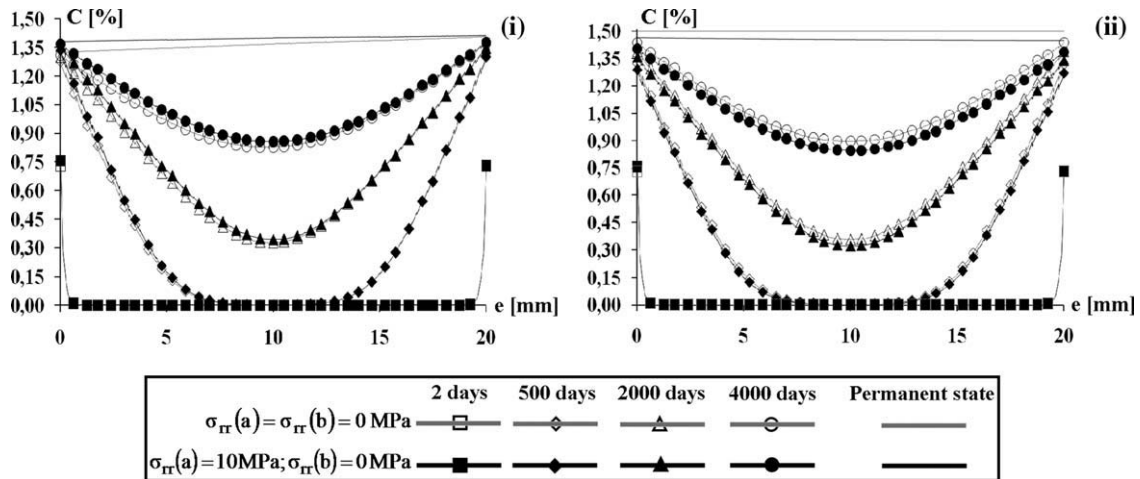 C [%]
(i)
1,50
1,35
1,20
1,05
0,90
0,75
0,60
0,45
0,30
0,15
0,00
e [mm]
0 5 10 15 20
C [%]
(ii)
1,50
1,35
1,20
1,05
0,90
0,75
0,60
0,45
0,30
0,15
0,00
e [mm]
0 5 10 15 20
2 days 500 days 2000 days 4000 days Permanent state
σrr(a)=σrr(b)=0 MPa
σrr(a)=10MPa;σrr(b)=0MPa